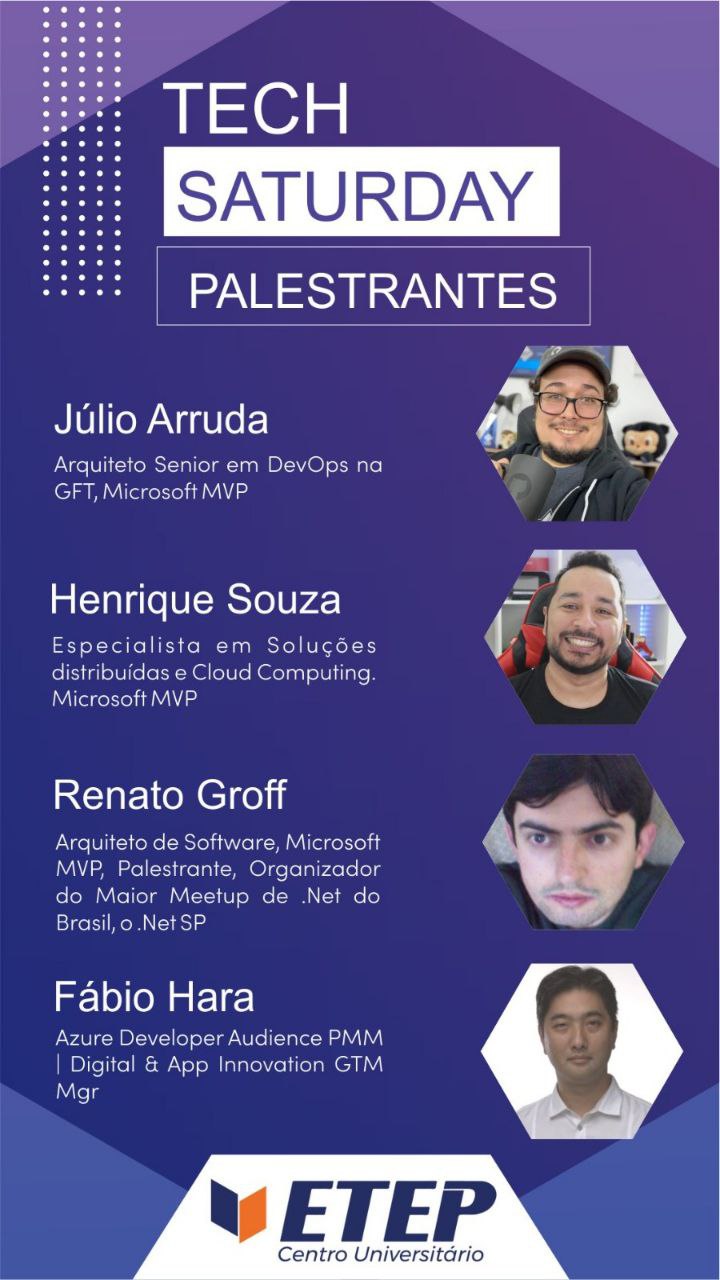 TECH
SATURDAY
PALESTRANTES
Júlio Arruda
Arquiteto Senior em DevOps na
GFT, Microsoft MVP
Henrique Souza
Especialista em Soluções
distribuídas e Cloud Computing.
Microsoft MVP
Renato Groff
Arquiteto de Software, Microsoft
MVP, Palestrante, Organizador
do Maior Meetup de .Net do
Brasil, o .Net SP
Fábio Hara
Azure Developer Audience PMM
| Digital & App Innovation GTM
Mgr
ETEP
Centro Universitário